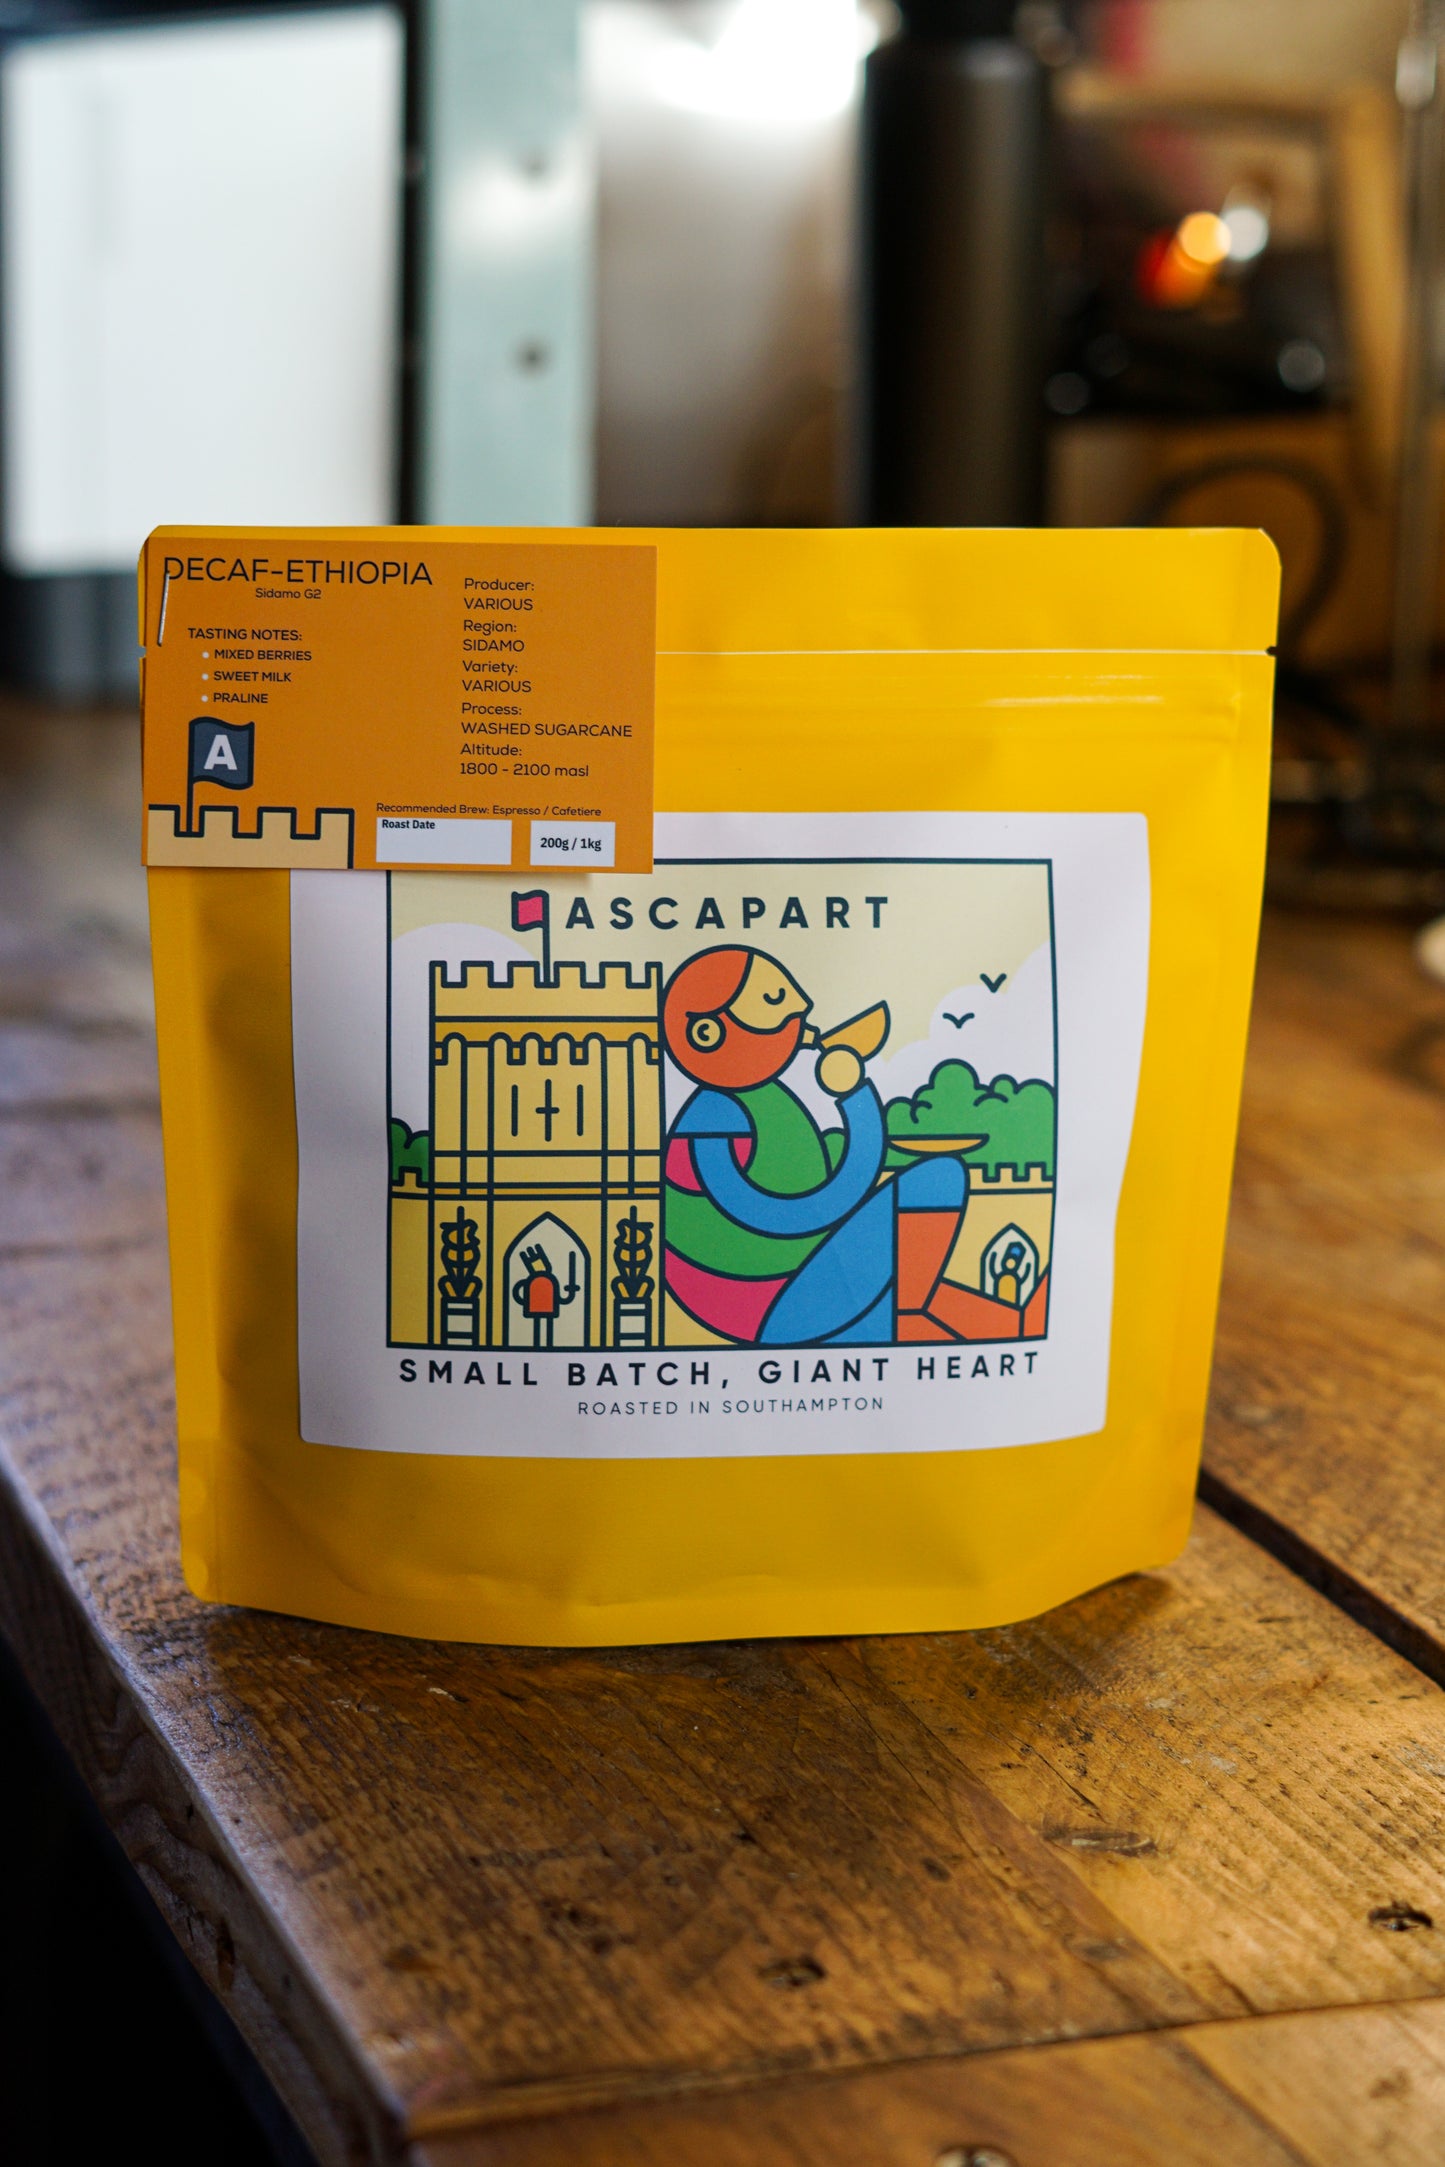 DECAF-ETHIOPIA
Sidamo G2
TASTING NOTES:
MIXED BERRIES
SWEET MILK
PRALINE
A
Producer:
VARIOUS
Region:
SIDAMO
Variety:
VARIOUS
Process:
WASHED SUGARCANE
Altitude:
1800 - 2100 masl
Recommended Brew: Espresso / Cafetiere
Roast Date
200g / 1kg
ASCAPART
SMALL BATCH, GIANT HEART
ROASTED IN SOUTHAMPTON